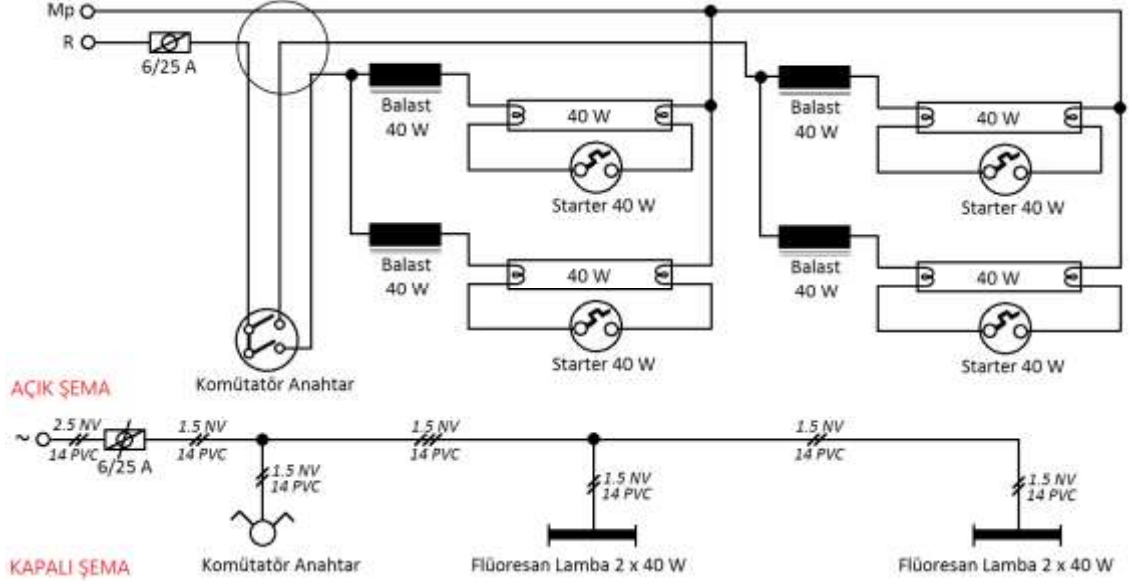 Mp
R
6/25 A
Balast
40 W
40 W
Starter 40 W
Balast
40 W
40 W
Starter 40 W
Balast
40 W
40 W
Starter 40 W
Balast
40 W
40 W
Starter 40 W
Komütatör Anahtar
AÇIK ŞEMA
~
2.5 NV
14 PVC
6/25 A
1.5 NV
14 PVC
1.5 NV
14 PVC
1.5 NV
14 PVC
1.5 NV
14 PVC
1.5 NV
14 PVC
1.5 NV
14 PVC
KAPALI ŞEMA
Komütatör Anahtar
Flüoresan Lamba 2 x 40 W
Flüoresan Lamba 2 x 40 W